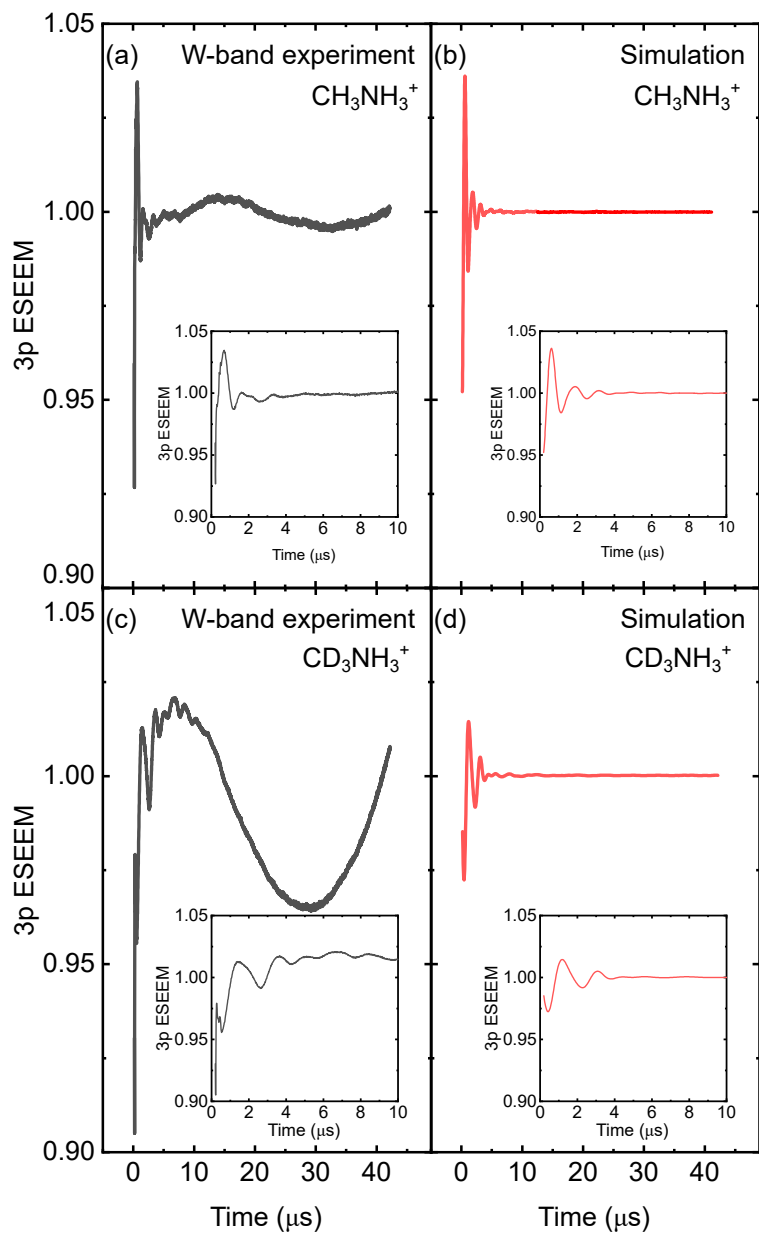 (a) W-band experiment
CH₃NH₃⁺
(b) Simulation
CH₃NH₃⁺
1.05
1.00
0.95
0.90
3p ESEEM
1.05
1.00
0.95
0.90
3p ESEEM
0 2 4 6 8 10
Time (μs)
1.05
1.00
0.95
0.90
3p ESEEM
0 2 4 6 8 10
Time (μs)
(c) W-band experiment
CD₃NH₃⁺
(d) Simulation
CD₃NH₃⁺
1.05
1.00
0.95
0.90
3p ESEEM
1.05
1.00
0.95
0.90
3p ESEEM
0 2 4 6 8 10
Time (μs)
1.05
1.00
0.95
0.90
3p ESEEM
0 2 4 6 8 10
Time (μs)
0 10 20 30 40
Time (μs)
0 10 20 30 40
Time (μs)